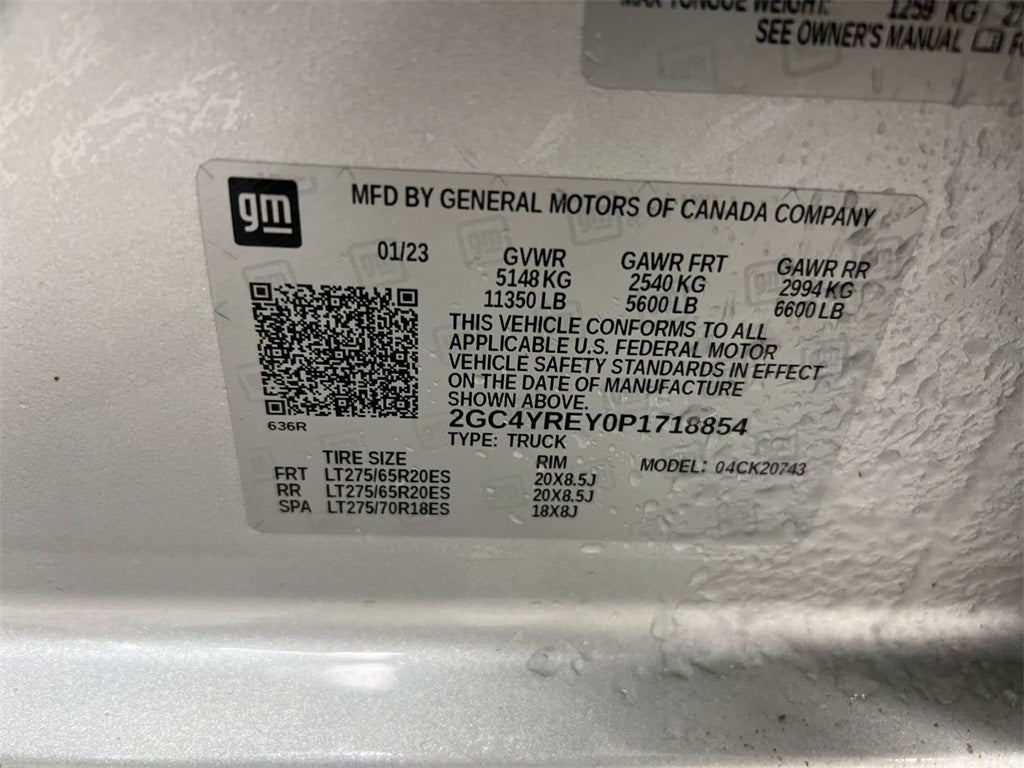 MAX TONGUE WEIGHT: 1259 KG
SEE OWNER'S MANUAL
gm
MFD BY GENERAL MOTORS OF CANADA COMPANY
01/23 GVWR GAWR FRT GAWR RR
5148 KG 2540 KG 2994 KG
11350 LB 5600 LB 6600 LB
THIS VEHICLE CONFORMS TO ALL
APPLICABLE U.S. FEDERAL MOTOR
VEHICLE SAFETY STANDARDS IN EFFECT
ON THE DATE OF MANUFACTURE
SHOWN ABOVE.
636R
2GC4YREY0P1718854
TYPE: TRUCK
TIRE SIZE RIM MODEL: 04CK20743
FRT LT275/65R20ES 20X8.5J
RR LT275/65R20ES 20X8.5J
SPA LT275/70R18ES 18X8J